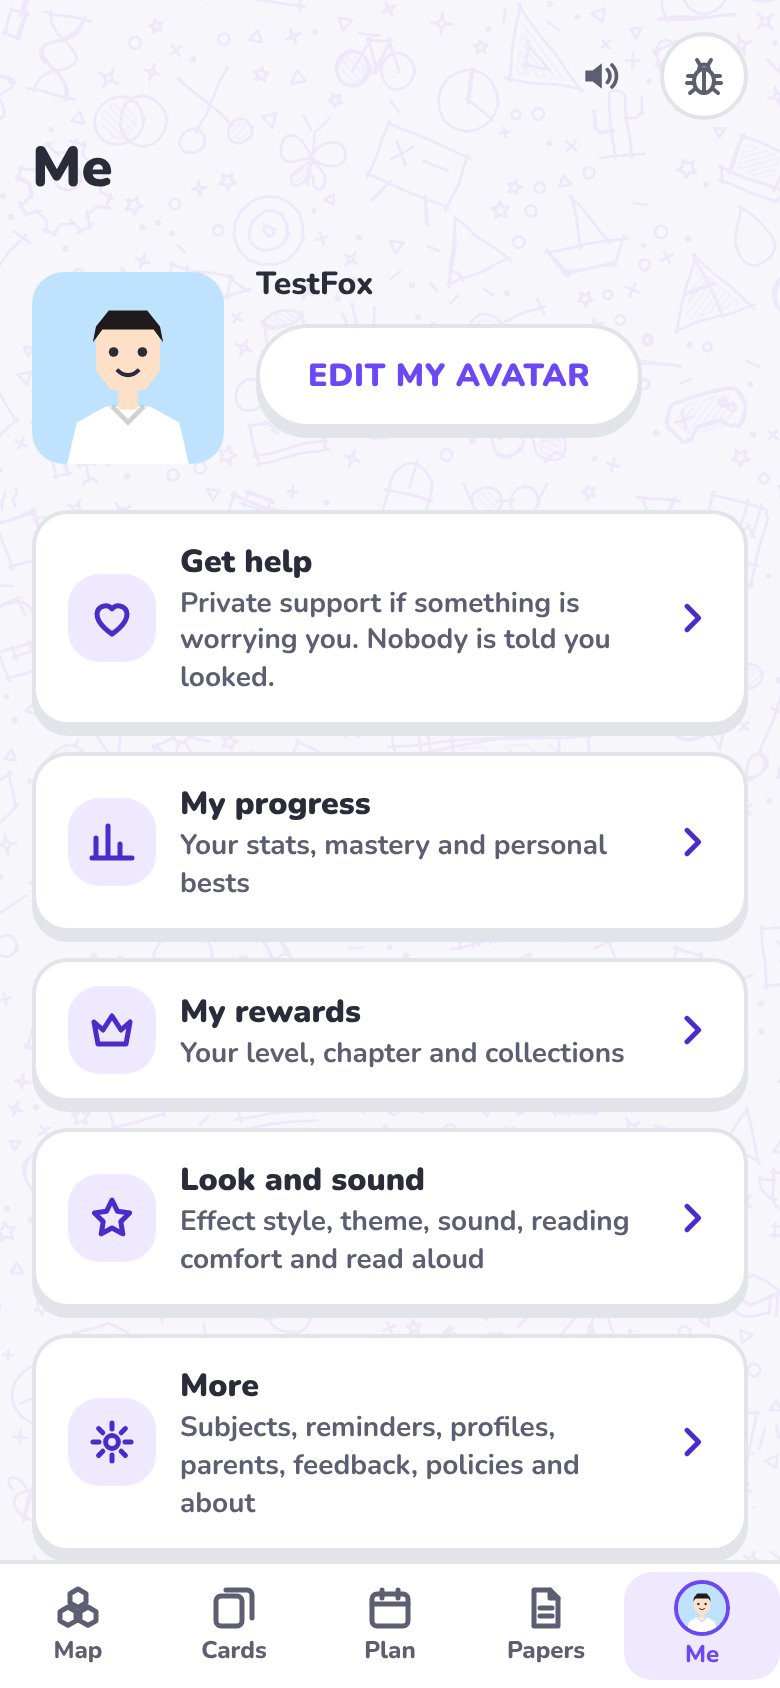 Me
TestFox
EDIT MY AVATAR
Get help
Private support if something is
worrying you. Nobody is told you
looked.
My progress
Your stats, mastery and personal
bests
My rewards
Your level, chapter and collections
Look and sound
Effect style, theme, sound, reading
comfort and read aloud
More
Subjects, reminders, profiles,
parents, feedback, policies and
about
Map
Cards
Plan
Papers
Me